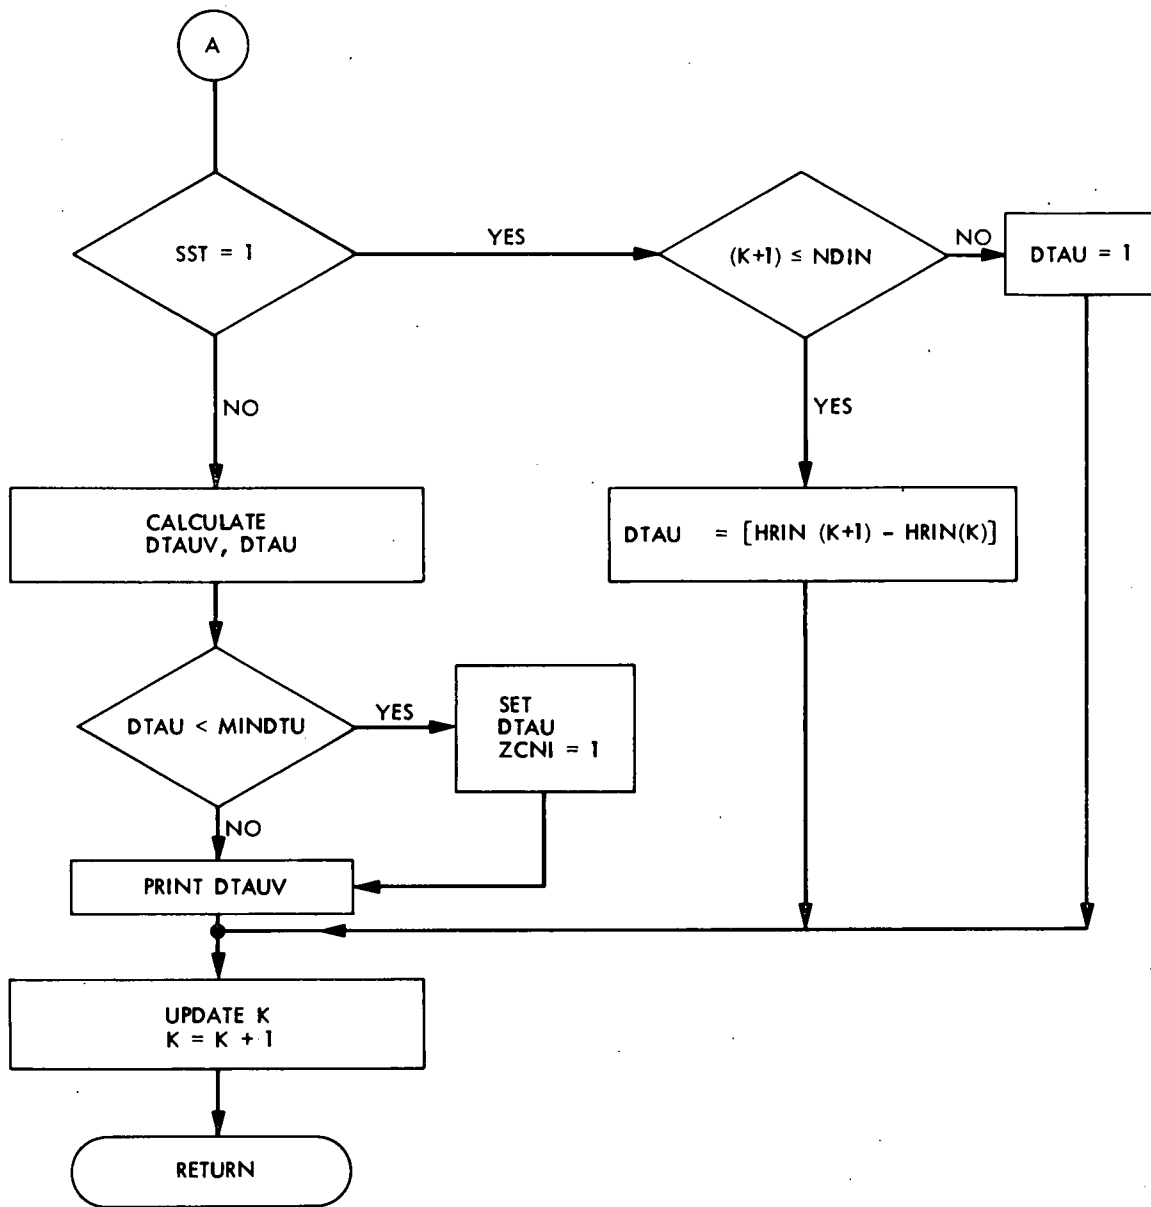 A
SST = 1
YES
(K+1) ≤ NDIN
NO
DTAU = 1
NO
YES
CALCULATE
DTAUV, DTAU
DTAU = [HRIN (K+1) - HRIN(K)]
DTAU < MINDTU
YES
SET
DTAU
ZCNI = 1
NO
PRINT DTAUV
UPDATE K
K = K + 1
RETURN